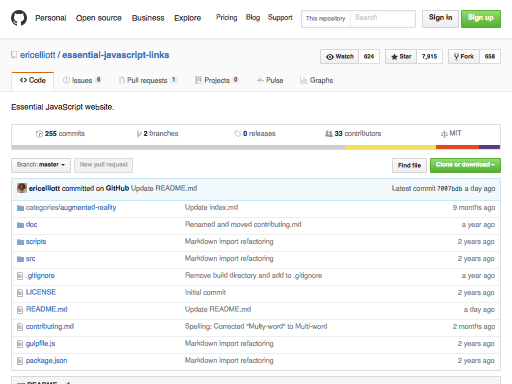 Personal Open source Business Explore Pricing Blog Support This repository Search Sign in Sign up
ericelliott / essential-javascript-links Watch 624 Star 7,915 Fork 658
Code Issues 6 Pull requests 1 Projects 0 Pulse Graphs
Essential JavaScript website.
255 commits 2 branches 0 releases 33 contributors MIT
Branch: master New pull request Find file Clone or download
ericelliott committed on GitHub Update README.md Latest commit 7007bdb a day ago
categories/augmented-reality Update index.md 9 months ago
doc Renamed and moved contributing.md a year ago
scripts Markdown import refactoring 2 years ago
src Markdown import refactoring 2 years ago
.gitignore Remove build directory and add to .gitignore a year ago
LICENSE Initial commit 2 years ago
README.md Update README.md a day ago
contributing.md Spelling: Corrected "Multy-word" to Multi-word 2 months ago
gulpfile.js Markdown import refactoring 2 years ago
package.json Markdown import refactoring 2 years ago